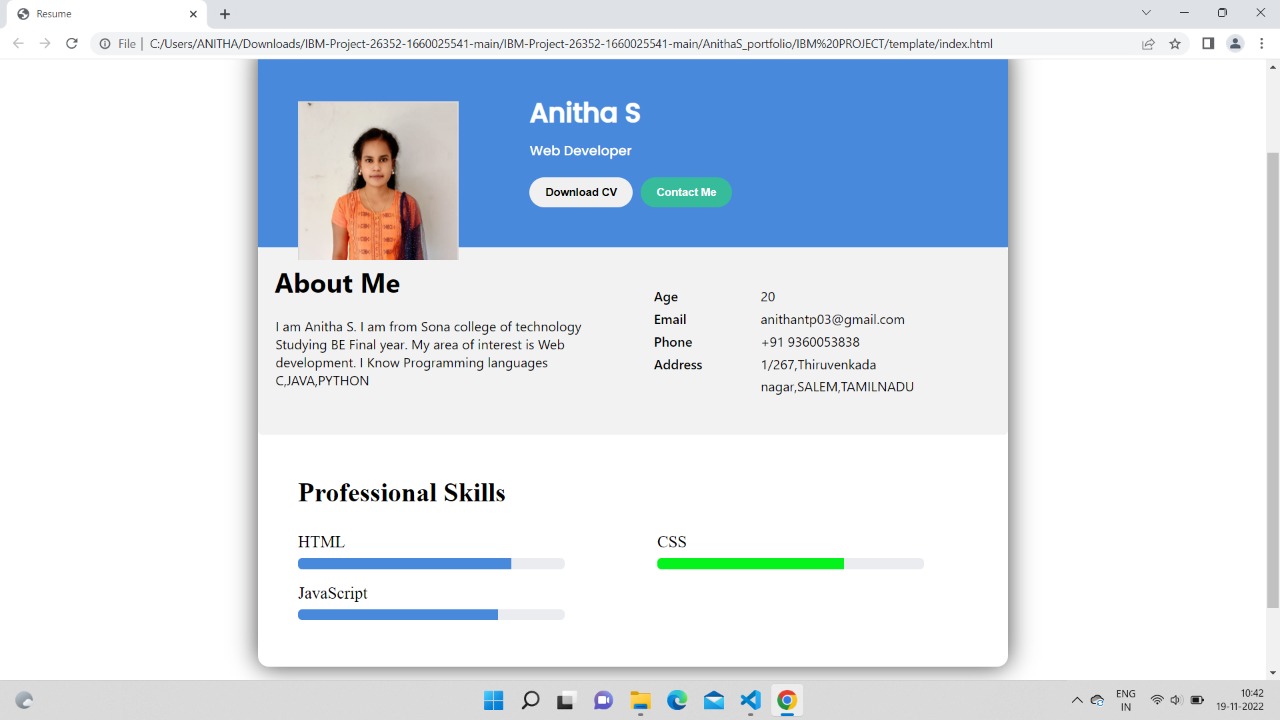 Resume
File | C:/Users/ANITHA/Downloads/IBM-Project-26352-1660025541-main/IBM-Project-26352-1660025541-main/AnithaS_portfolio/IBM%20PROJECT/template/index.html
Anitha S
Web Developer
Download CV Contact Me
About Me
I am Anitha S. I am from Sona college of technology
Studying BE Final year. My area of interest is Web
development. I Know Programming languages
C,JAVA,PYTHON
Age 20
Email anithantp03@gmail.com
Phone +91 9360053838
Address 1/267,Thiruvenkada
nagar,SALEM,TAMILNADU
Professional Skills
HTML CSS
JavaScript
ENG
IN
10:42
19-11-2022